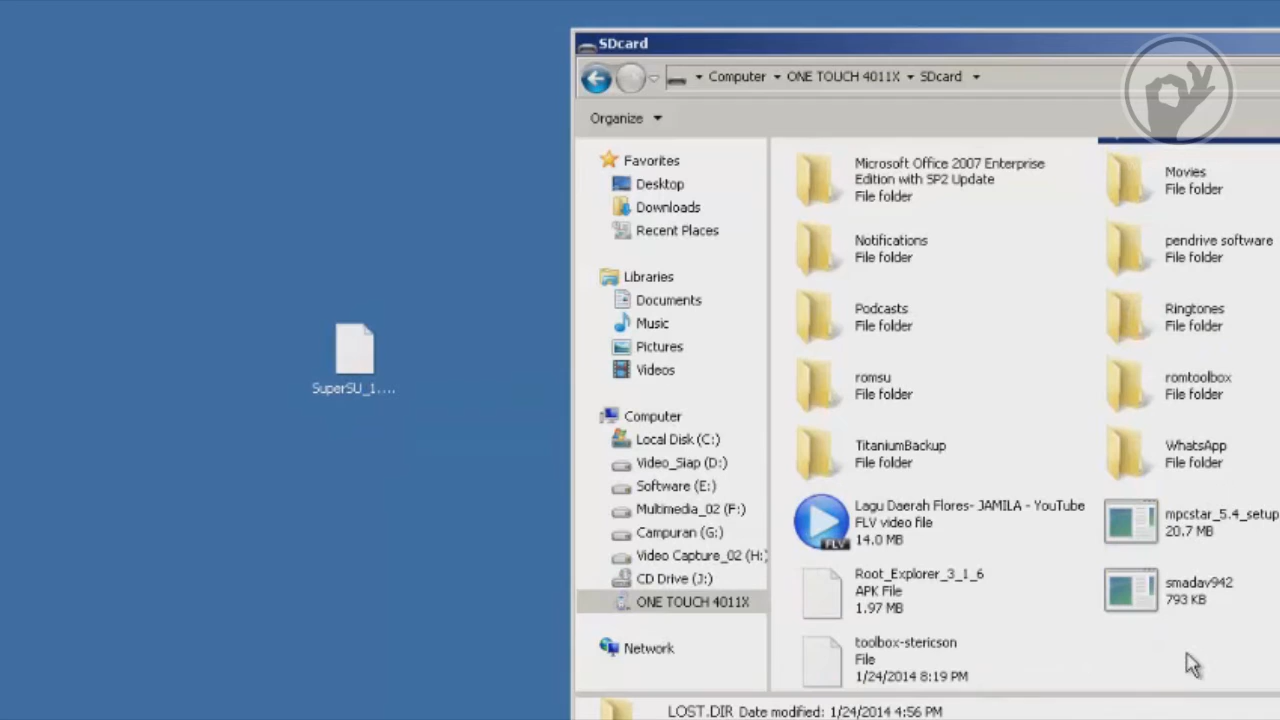 SDcard
Computer
ONE TOUCH 4011X
SDcard
Organize
Favorites
Desktop
Downloads
Recent Places
Libraries
Documents
Music
Pictures
Videos
Computer
Local Disk (C:)
Video_Siap (D:)
Software (E:)
Multimedia_02 (F:)
Campuran (G:)
Video Capture_02 (H:)
CD Drive (J:)
ONE TOUCH 4011X
Network
SuperSU_1....
Microsoft Office 2007 Enterprise
Edition with SP2 Update
File folder
Movies
File folder
Notifications
File folder
pendrive software
File folder
Podcasts
File folder
Ringtones
File folder
romsu
File folder
romtoolbox
File folder
TitaniumBackup
File folder
WhatsApp
File folder
Lagu Daerah Flores- JAMILA - YouTube
FLV video file
14.0 MB
FLV
mpcstar_5.4_setup
20.7 MB
Root_Explorer_3_1_6
APK File
1.97 MB
smadav942
793 KB
toolbox-stericson
File
1/24/2014 8:19 PM
LOST.DIR Date modified: 1/24/2014 4:56 PM